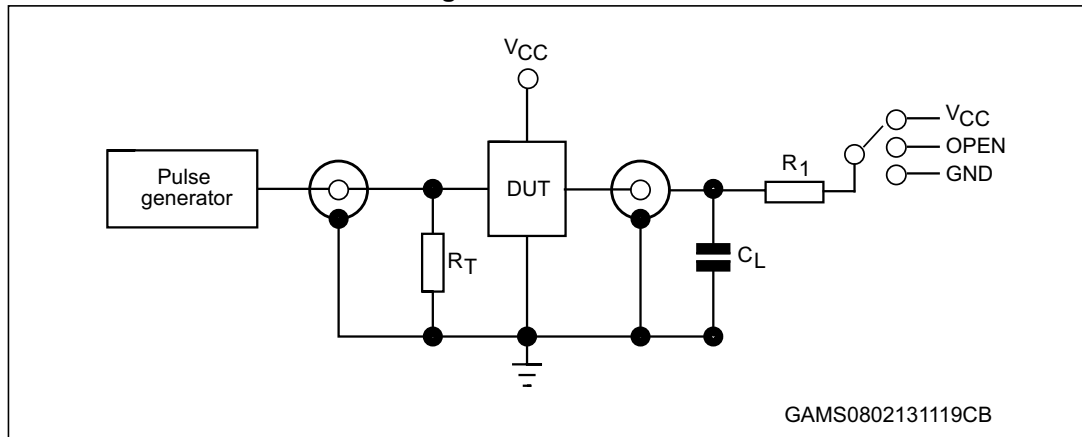 VCC
VCC
OPEN
GND
R1
Pulse
generator
DUT
RT
CL
GAMS0802131119CB